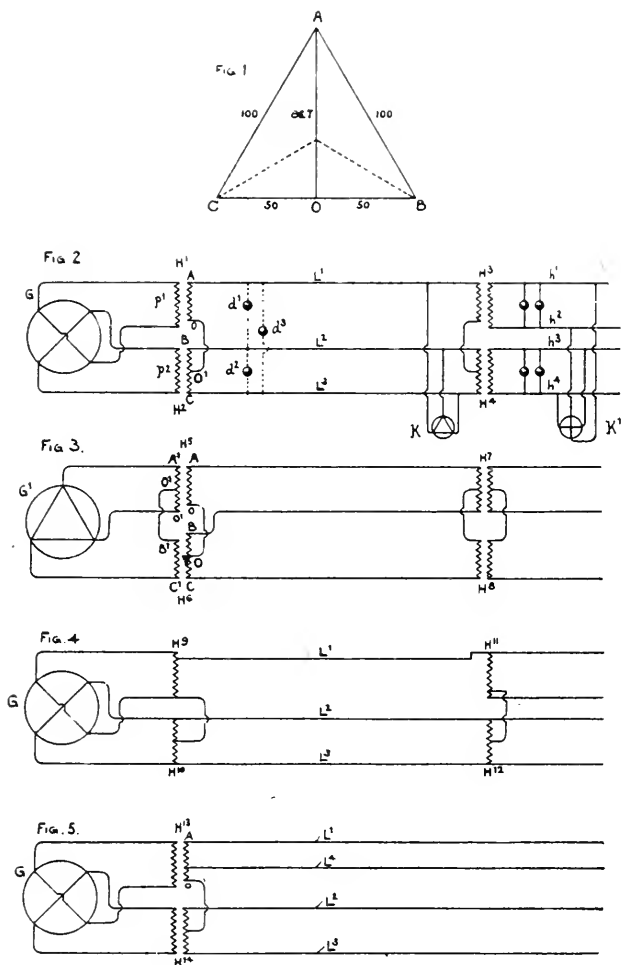 FIG 1
A
100
86.7
100
C
50
O
50
B
FIG 2
G
H¹
A
p¹
O
B
p²
O¹
C
H²
d¹
d³
d²
L¹
L²
L³
H³
H⁴
K
h¹
h²
h³
h⁴
K¹
FIG 3.
G¹
H⁵
A¹
A
O¹
O
B¹
B
O
C¹
C
H⁶
H⁷
H⁸
FIG. 4
G
H⁹
H¹⁰
L¹
L²
L³
H¹¹
H¹²
FIG. 5.
G
H¹³
A
O
H¹⁴
L¹
L⁴
L²
L³